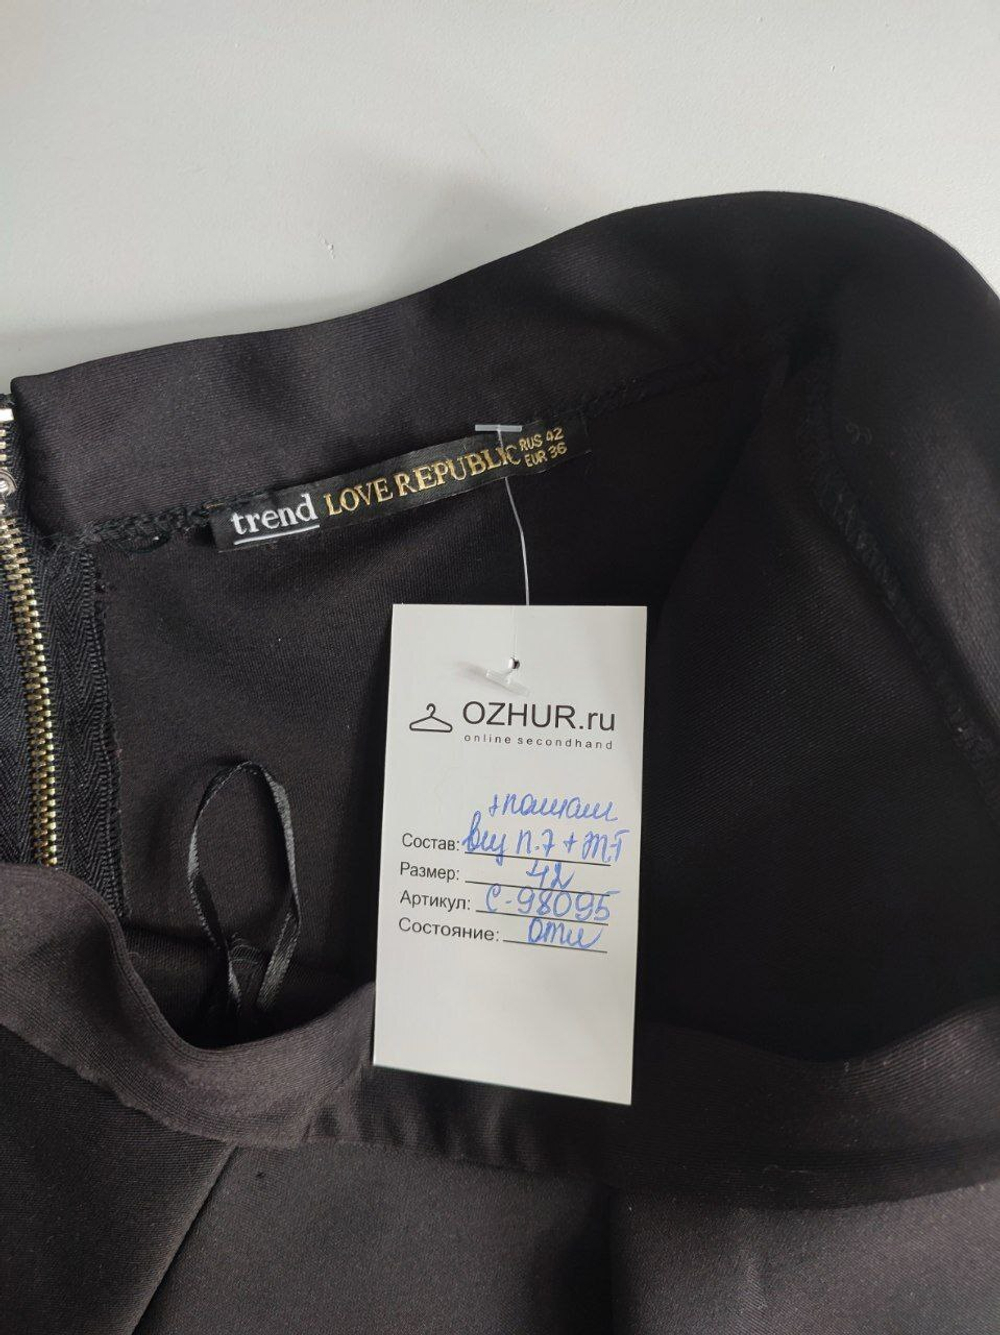 trend LOVE REPUBLIC RUS 42
EUR 36
OZHUR.ru
online secondhand
Состав:
Размер: 42
Артикул: С-98095
Состояние: отл